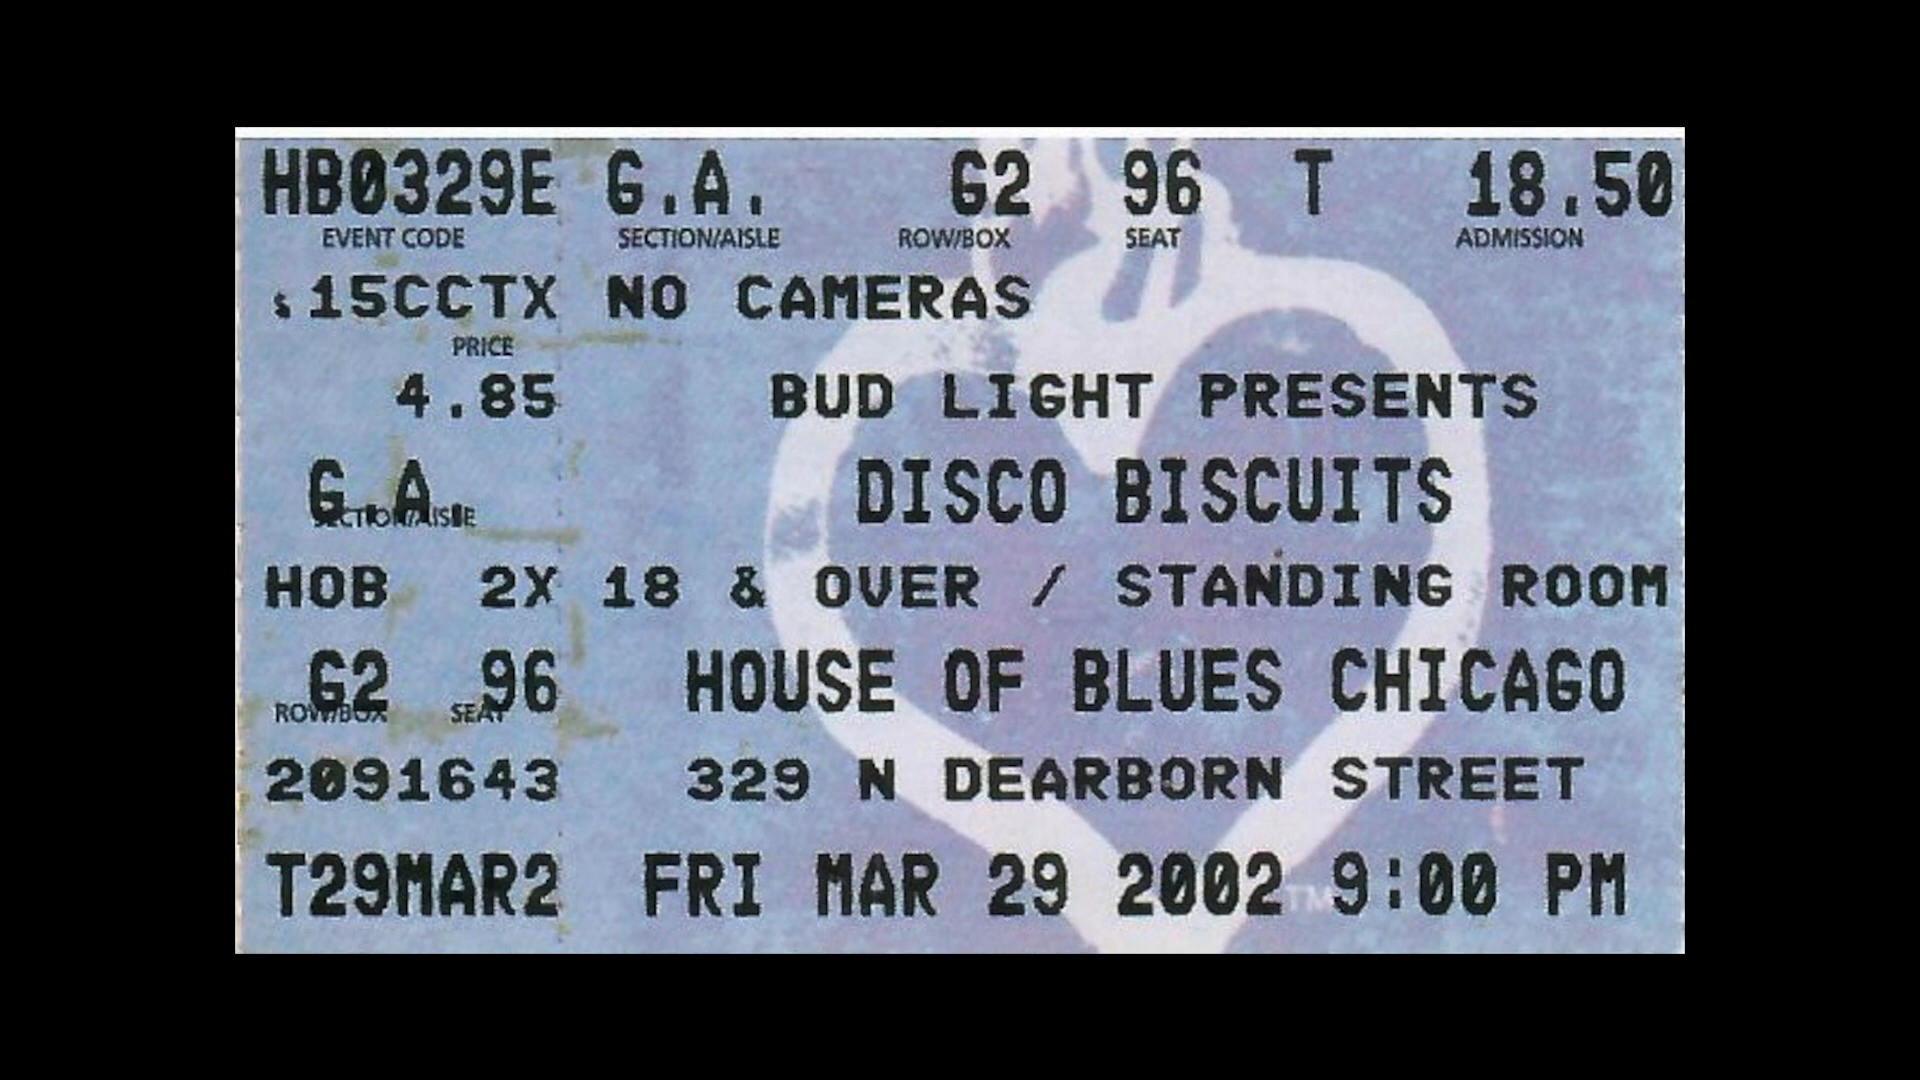 HB0329E G.A. G2 96 T 18.50
EVENT CODE SECTION/AISLE ROW/BOX SEAT ADMISSION
.15CCTX NO CAMERAS
PRICE
4.85 BUD LIGHT PRESENTS
G.A. DISCO BISCUITS
SECTION/AISLE
HOB 2X 18 & OVER / STANDING ROOM
G2 96 HOUSE OF BLUES CHICAGO
ROW/BOX SEAT
2091643 329 N DEARBORN STREET
T29MAR2 FRI MAR 29 2002 9:00 PM
TM